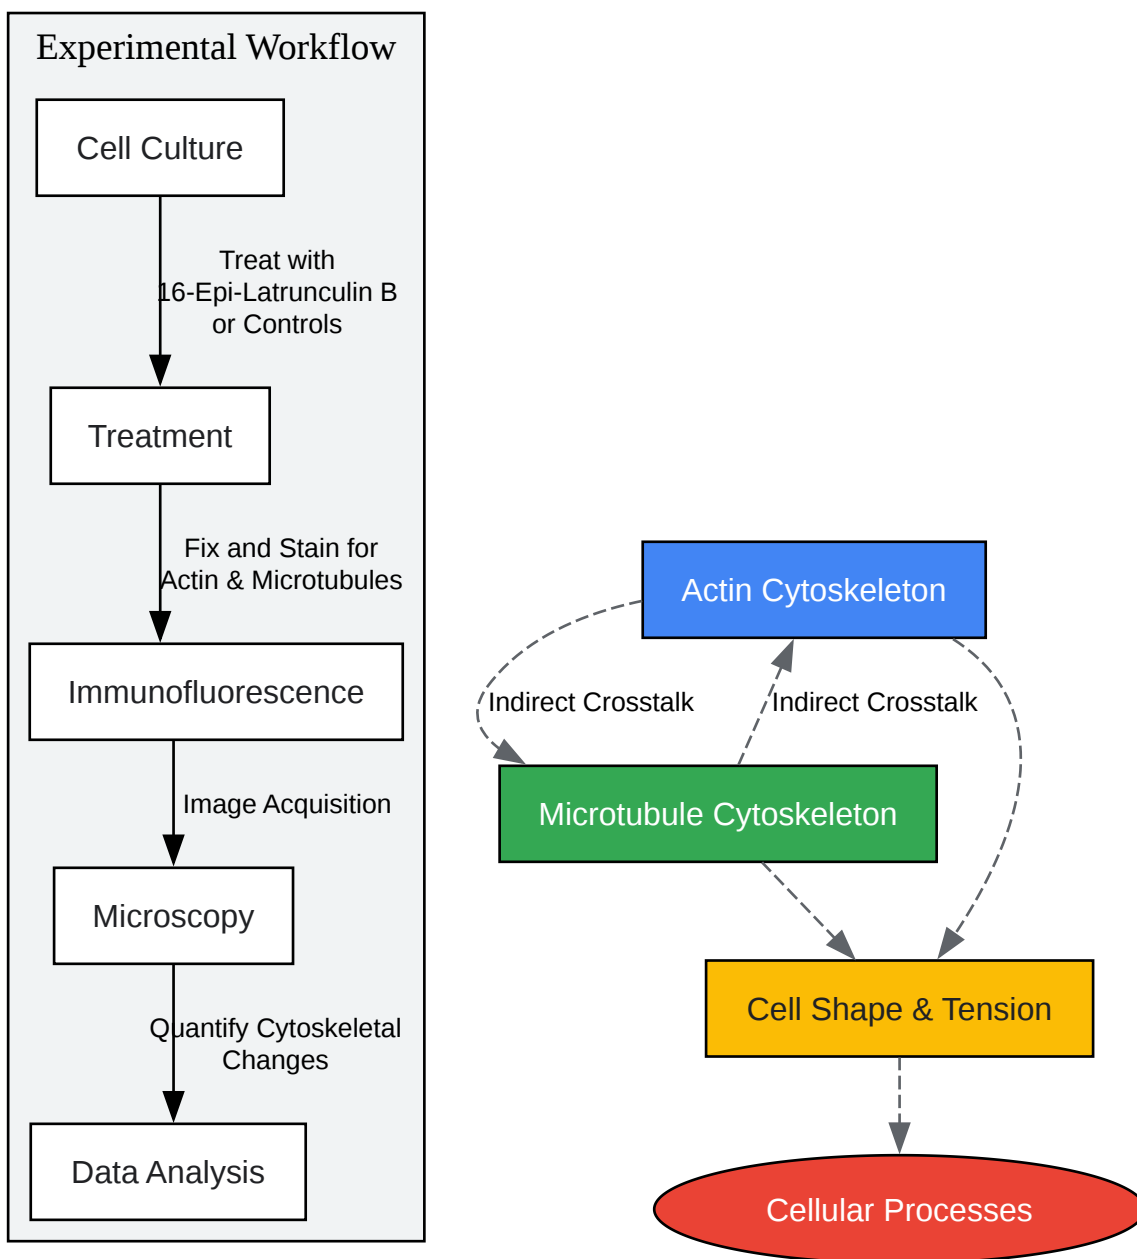 Experimental Workflow
Cell Culture
Treat with
16-Epi-Latrunculin B
or Controls
Treatment
Fix and Stain for
Actin & Microtubules
Immunofluorescence
Image Acquisition
Microscopy
Quantify Cytoskeletal
Changes
Data Analysis
Actin Cytoskeleton
Indirect Crosstalk
Indirect Crosstalk
Microtubule Cytoskeleton
Cell Shape & Tension
Cellular Processes